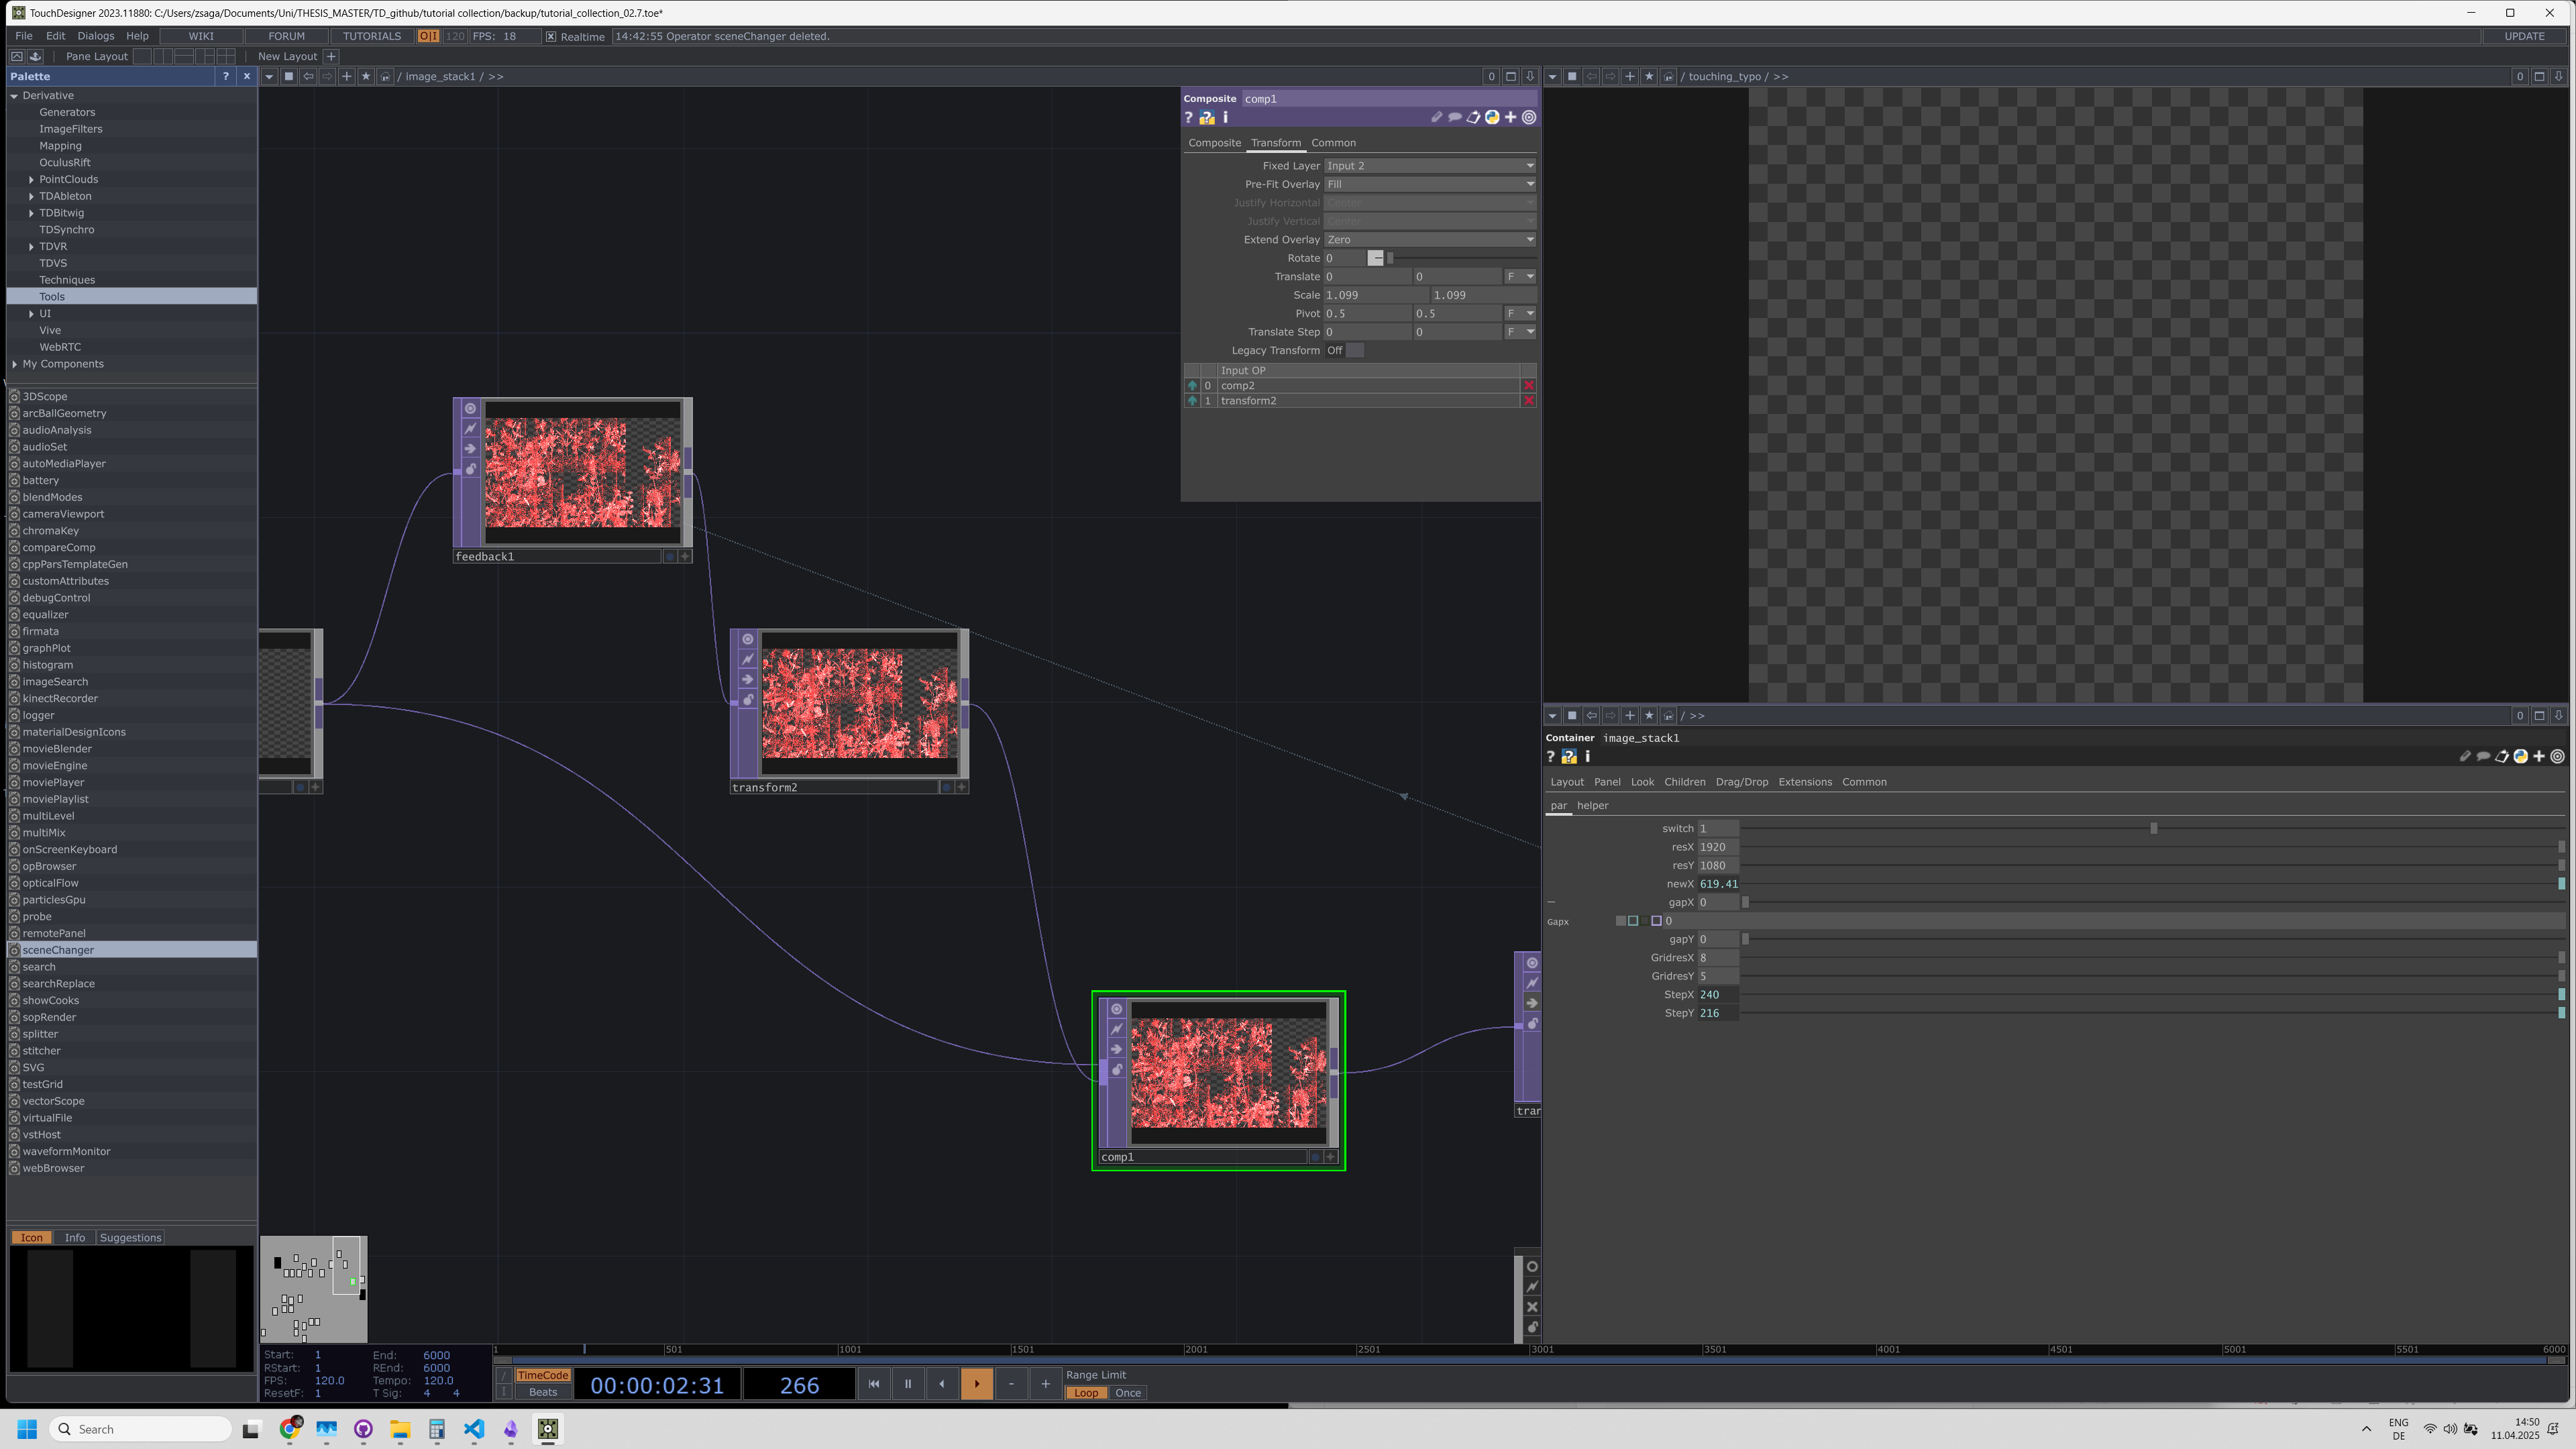 TouchDesigner 2023.11880: C:/Users/zsaga/Documents/Uni/THESIS_MASTER/TD_github/tutorial collection/backup/tutorial_collection_02.7.toe*
File Edit Dialogs Help WIKI FORUM TUTORIALS O|I 120 FPS: 18 Realtime 14:42:55 Operator sceneChanger deleted. UPDATE
Pane Layout New Layout +
Palette ? x
Derivative
Generators
ImageFilters
Mapping
OculusRift
PointClouds
TDAbleton
TDBitwig
TDSynchro
TDVR
TDVS
Techniques
Tools
UI
Vive
WebRTC
My Components
3DScope
arcBallGeometry
audioAnalysis
audioSet
autoMediaPlayer
battery
blendModes
cameraViewport
chromaKey
compareComp
cppParsTemplateGen
customAttributes
debugControl
equalizer
firmata
graphPlot
histogram
imageSearch
kinectRecorder
logger
materialDesignIcons
movieBlender
movieEngine
moviePlayer
moviePlaylist
multiLevel
multiMix
onScreenKeyboard
opBrowser
opticalFlow
particlesGpu
probe
remotePanel
sceneChanger
search
searchReplace
showCooks
sopRender
splitter
stitcher
SVG
testGrid
vectorScope
virtualFile
vstHost
waveformMonitor
webBrowser
Icon Info Suggestions
/ image_stack1 / >> 0
feedback1
transform2
comp1
tran
Composite comp1
? ? i
Composite Transform Common
Fixed Layer Input 2
Pre-Fit Overlay Fill
Justify Horizontal Center
Justify Vertical Center
Extend Overlay Zero
Rotate 0
Translate 0 0 F
Scale 1.099 1.099
Pivot 0.5 0.5 F
Translate Step 0 0 F
Legacy Transform Off
Input OP
0 comp2
1 transform2
/ touching_typo / >> 0
/ >> 0
Container image_stack1
? ? i
Layout Panel Look Children Drag/Drop Extensions Common
par helper
switch 1
resX 1920
resY 1080
newX 619.41
gapX 0
Gapx 0
gapY 0
GridresX 8
GridresY 5
StepX 240
StepY 216
Start: 1 End: 6000
RStart: 1 REnd: 6000
FPS: 120.0 Tempo: 120.0
ResetF: 1 T Sig: 4 4
1 501 1001 1501 2001 2501 3001 3501 4001 4501 5001 5501 6000
TimeCode
Beats
00:00:02:31
266
- +
Range Limit
Loop Once
Search
ENG
DE
14:50
11.04.2025